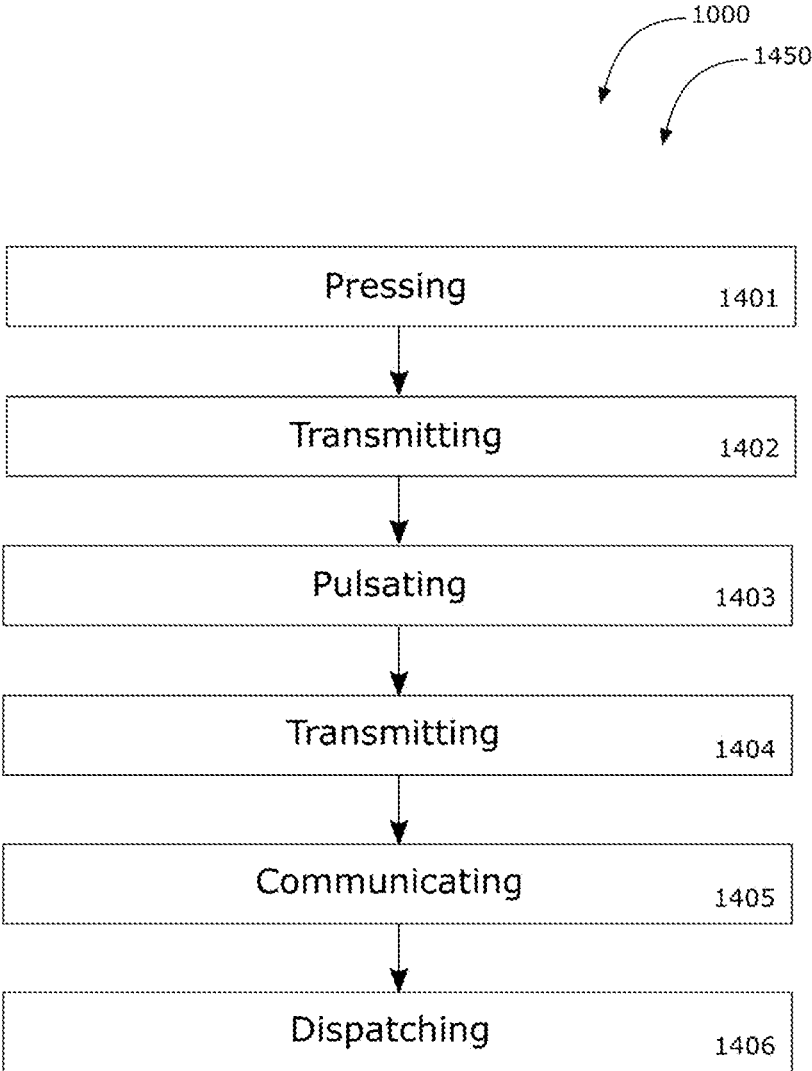 1000
1450
Pressing
1401
Transmitting
1402
Pulsating
1403
Transmitting
1404
Communicating
1405
Dispatching
1406